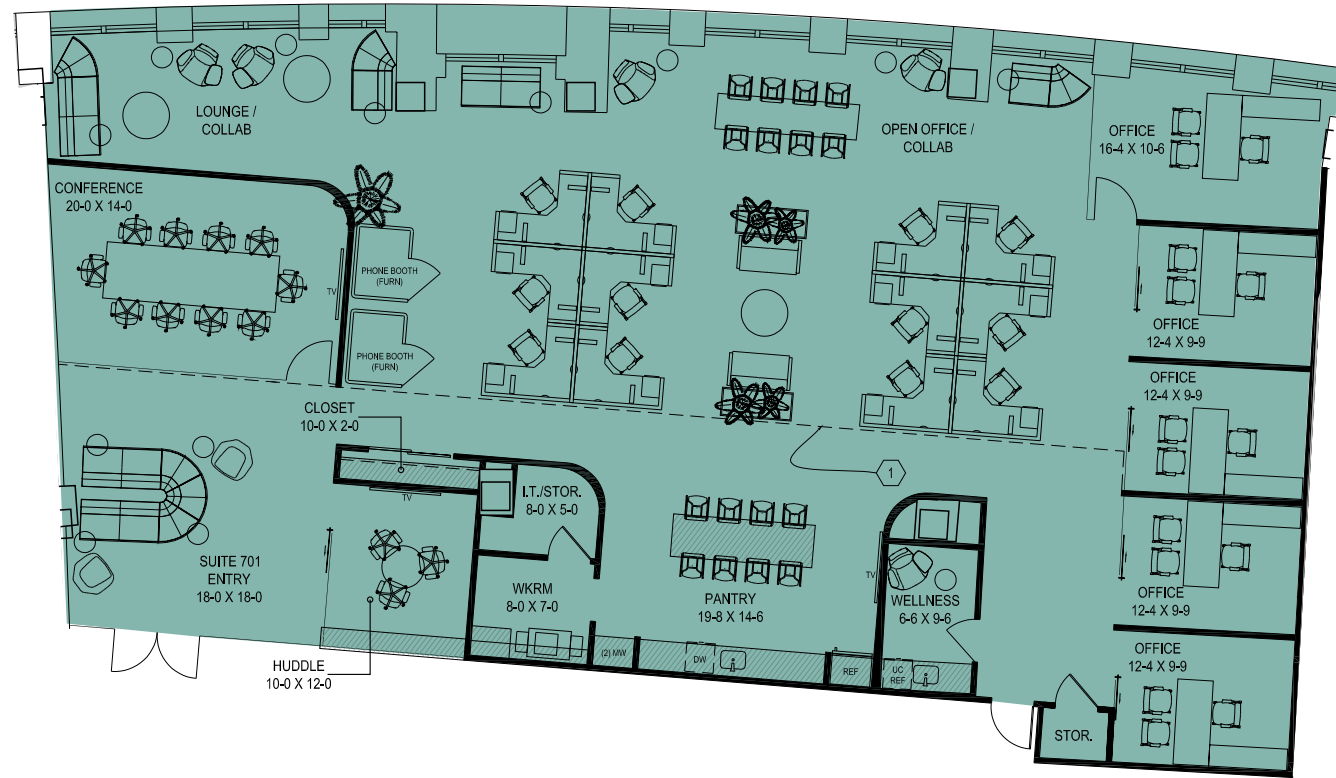 LOUNGE /
COLLAB
OPEN OFFICE /
COLLAB
OFFICE
16-4 X 10-6
CONFERENCE
20-0 X 14-0
TV
PHONE BOOTH
(FURN)
PHONE BOOTH
(FURN)
OFFICE
12-4 X 9-9
OFFICE
12-4 X 9-9
CLOSET
10-0 X 2-0
1
TV
I.T./STOR.
8-0 X 5-0
SUITE 701
ENTRY
18-0 X 18-0
WKRM
8-0 X 7-0
PANTRY
19-8 X 14-6
TV
WELLNESS
6-6 X 9-6
OFFICE
12-4 X 9-9
HUDDLE
10-0 X 12-0
(2) MW
DW
REF
UC
REF
OFFICE
12-4 X 9-9
STOR.